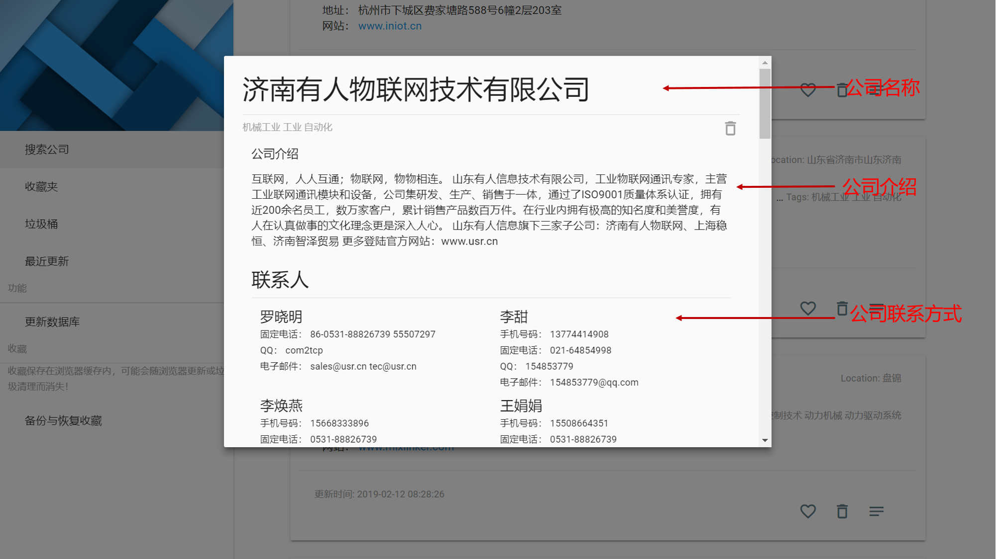 地址： 杭州市下城区费家塘路588号6幢2层203室
网站： www.iniot.cn
济南有人物联网技术有限公司
公司名称
机械工业 工业 自动化
搜索公司
收藏夹
垃圾桶
最近更新
功能
更新数据库
收藏
收藏保存在浏览器缓存内，可能会随浏览器更新或垃
圾清理而消失！
备份与恢复收藏
公司介绍
互联网，人人互通；物联网，物物相连。 山东有人信息技术有限公司，工业物联网通讯专家，主营
工业联网通讯模块和设备，公司集研发、生产、销售于一体，通过了ISO9001质量体系认证，拥有
近200余名员工，数万家客户，累计销售产品数百万件。在行业内拥有极高的知名度和美誉度，有
人在认真做事的文化理念更是深入人心。 山东有人信息旗下三家子公司：济南有人物联网、上海稳
恒、济南智泽贸易 更多登陆官方网站：www.usr.cn
ocation: 山东省济南市山东济南
公司介绍
... Tags: 机械工业 工业 自动化
联系人
罗晓明
固定电话： 86-0531-88826739 55507297
QQ： com2tcp
电子邮件： sales@usr.cn tec@usr.cn
李甜
手机号码： 13774414908
固定电话： 021-64854998
QQ： 154853779
电子邮件： 154853779@qq.com
公司联系方式
李焕燕
手机号码： 15668333896
固定电话： 0531-88826739
王娟娟
手机号码： 15508664351
固定电话： 0531-88826739
Location: 盘锦
制技术 动力机械 动力驱动系统
网站： www.mixlinker.com
更新时间: 2019-02-12 08:28:26